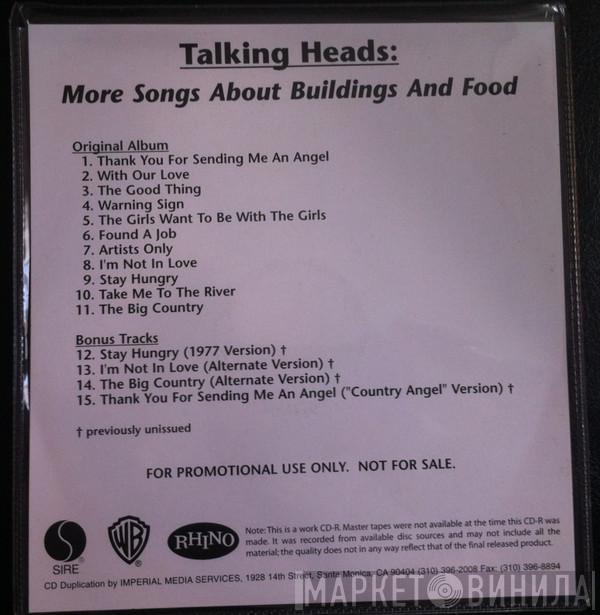 Talking Heads:
More Songs About Buildings And Food
Original Album
1. Thank You For Sending Me An Angel
2. With Our Love
3. The Good Thing
4. Warning Sign
5. The Girls Want To Be With The Girls
6. Found A Job
7. Artists Only
8. I'm Not In Love
9. Stay Hungry
10. Take Me To The River
11. The Big Country
Bonus Tracks
12. Stay Hungry (1977 Version) †
13. I'm Not In Love (Alternate Version) †
14. The Big Country (Alternate Version) †
15. Thank You For Sending Me An Angel ("Country Angel" Version) †
† previously unissued
FOR PROMOTIONAL USE ONLY. NOT FOR SALE.
SIRE
WB
RHINO
Note: This is a work CD-R. Master tapes were not available at the time this CD-R was
made. It was recorded from available disc sources and may not include all the
material; the quality does not in any way reflect that of the final released product.
CD Duplication by IMPERIAL MEDIA SERVICES, 1928 14th Street, Santa Monica, CA 90404 (310) 396-2008 Fax: (310) 396-8894
МАРКЕТ ВИНИЛА